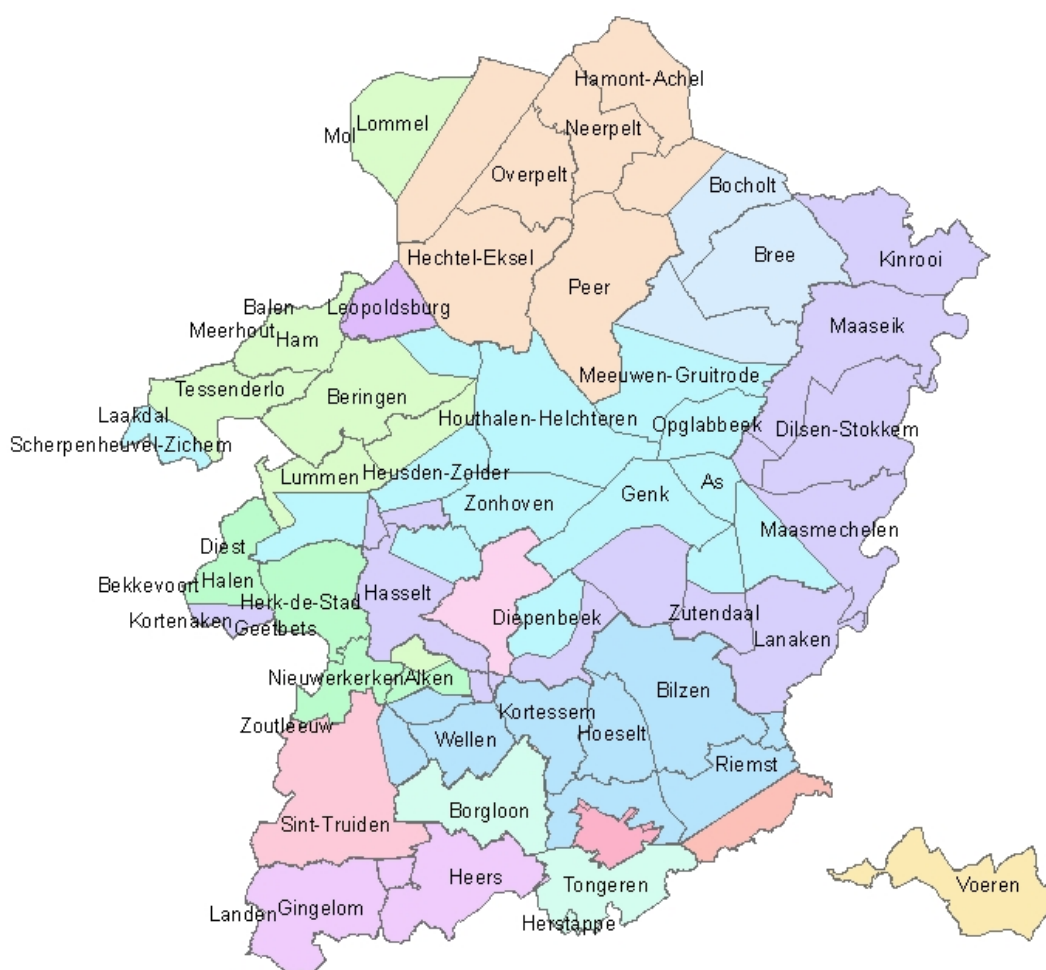 Hamont-Achel
Lommel
Mol
Neerpelt
Overpelt
Bocholt
Hechtel-Eksel
Bree
Kinrooi
Peer
Balen
Leopoldsburg
Meerhout
Ham
Maaseik
Meeuwen-Gruitrode
Tessenderlo
Beringen
Laakdal
Houthalen-Helchteren
Opglabbeek
Dilsen-Stokkem
Scherpenheuvel-Zichem
Lummen
Heusden-Zolder
As
Genk
Zonhoven
Maasmechelen
Diest
Bekkevoort
Halen
Hasselt
Herk-de-Stad
Kortenaken
Geetbets
Diepenbeek
Zutendaal
Lanaken
Nieuwerkerken
Alken
Bilzen
Kortessem
Zoutleeuw
Hoeselt
Wellen
Riemst
Borgloon
Sint-Truiden
Heers
Tongeren
Voeren
Landen
Gingelom
Herstappe